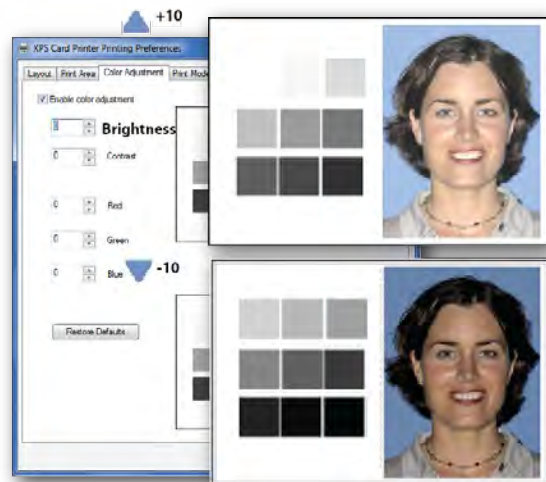 +10
XPS Card Printer Printing Preferences
Layout Print Area Color Adjustment Print Mode
Enable color adjustment
0 Brightness
0 Contrast
0 Red
0 Green
0 Blue
-10
Restore Defaults